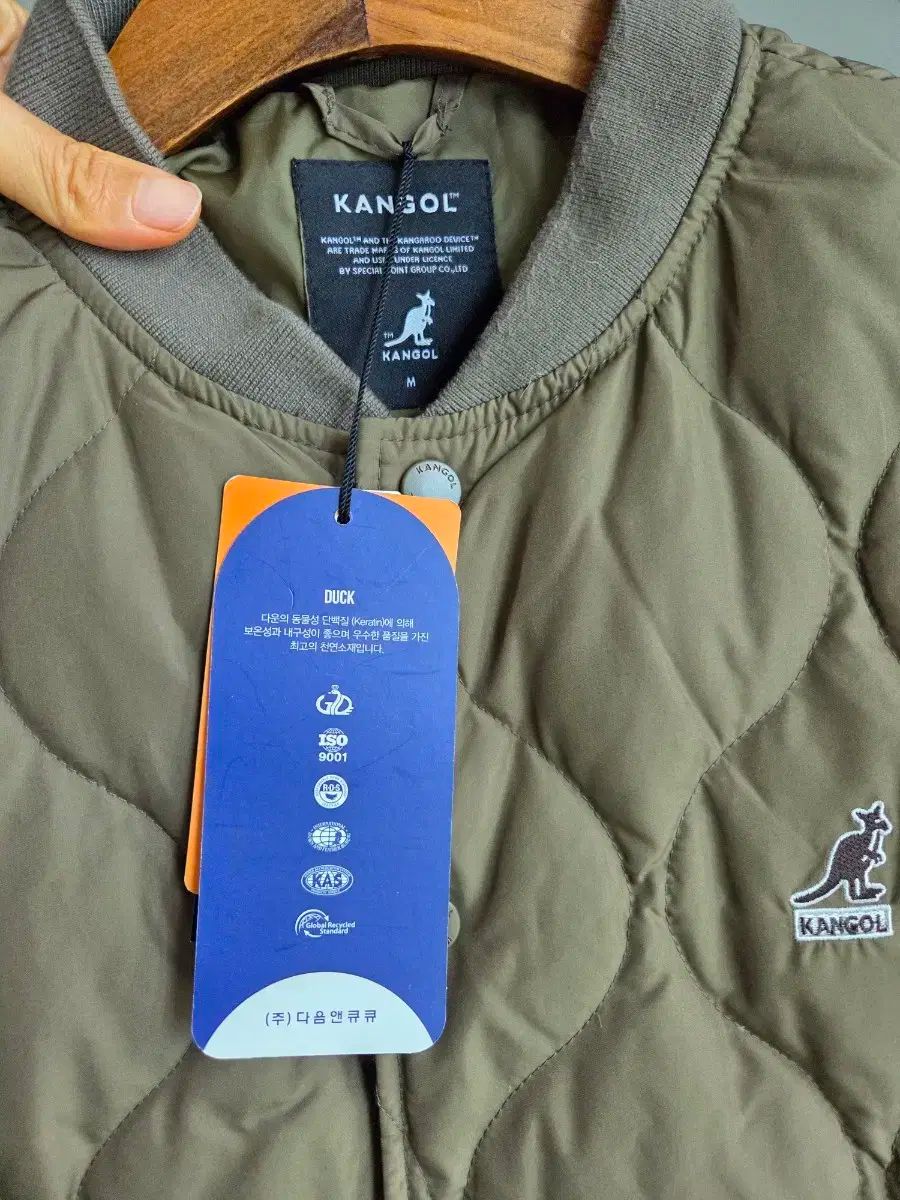 KANGOL™
KANGOL™ AND THE KANGAROO DEVICE™
ARE TRADE MARKS OF KANGOL LIMITED
AND USED UNDER LICENCE
BY SPECIAL POINT GROUP CO.,LTD
TM
KANGOL
M
KANGOL
DUCK
다운의 동물성 단백질 (Keratin)에 의해
보온성과 내구성이 좋으며 우수한 품질을 가진
최고의 천연소재입니다.
ISO
9001
R·D·S
INTERNATIONAL
KAS
Global Recycled
Standard
(주) 다음앤큐큐
KANGOL